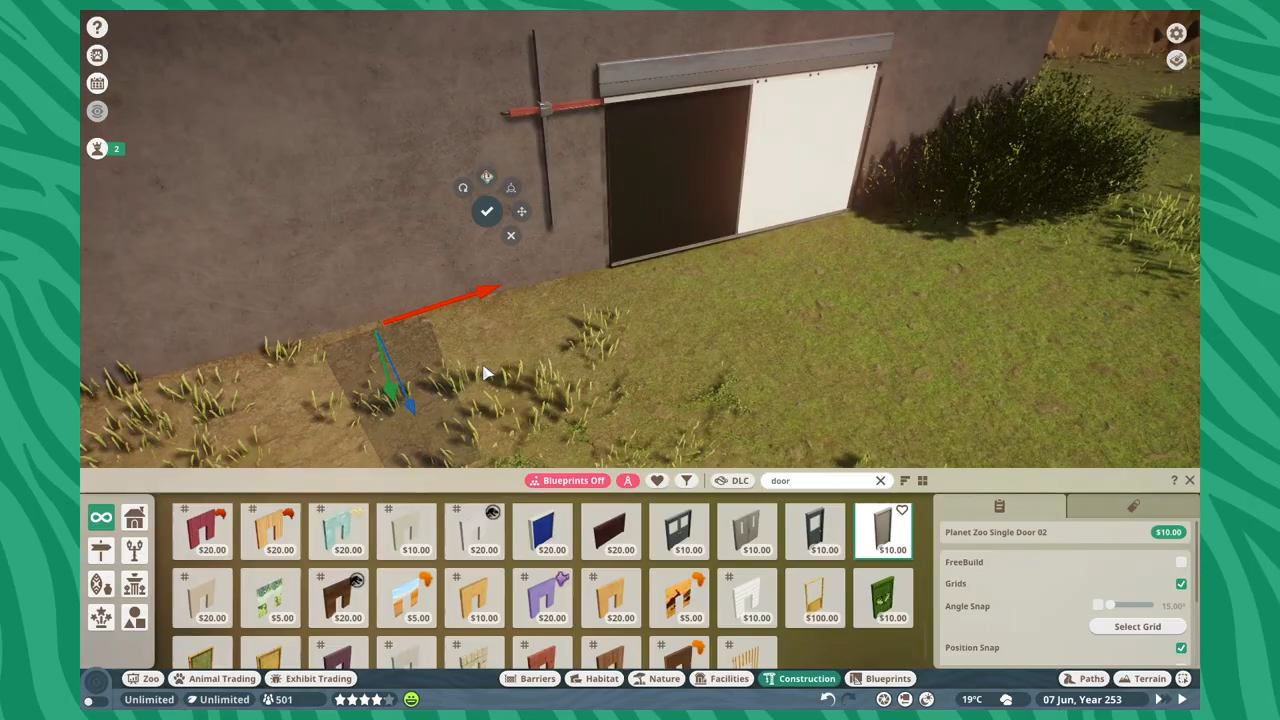 ?
2
Blueprints Off
DLC
door
? ×
# $20.00 # $20.00 # $20.00 # $10.00 # $20.00 $20.00 $20.00 $10.00 $10.00 $10.00 $10.00
# $20.00 $5.00 # $20.00 $5.00 # $10.00 # $20.00 # $20.00 $5.00 # $10.00 $100.00 $10.00
Planet Zoo Single Door 02 $10.00
FreeBuild
Grids
Angle Snap 15.00°
Select Grid
Position Snap
Zoo Animal Trading Exhibit Trading Barriers Habitat Nature Facilities Construction Blueprints Paths Terrain
Unlimited Unlimited 501 19°C 07 Jun, Year 253